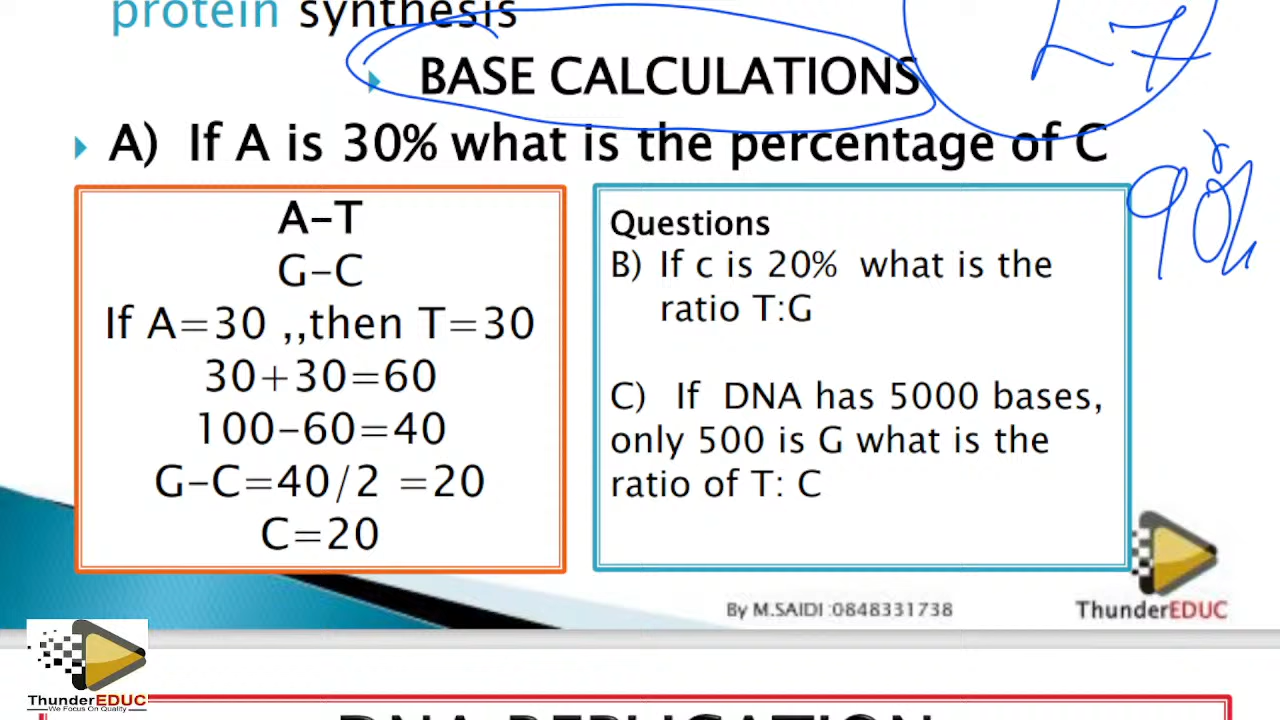 protein synthesis
BASE CALCULATIONS
A) If A is 30% what is the percentage of C
A-T
G-C
If A=30 ,,then T=30
30+30=60
100-60=40
G-C=40/2 =20
C=20
Questions
B) If c is 20% what is the
ratio T:G
C) If DNA has 5000 bases,
only 500 is G what is the
ratio of T: C
By M.SAIDI :0848331738
ThunderEDUC
ThunderEDUC
We Focus On Quality
DNA REPLICATION